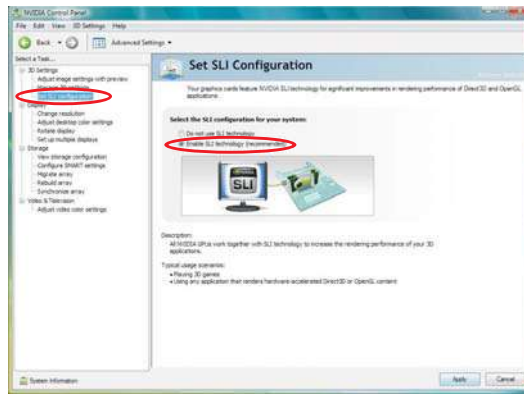 NVIDIA Control Panel
File Edit View 3D Settings Help
Back
Advanced Settings
Select a Task...
3D Settings
Adjust image settings with preview
Manage 3D settings
Set SLI configuration
Display
Change resolution
Adjust desktop color settings
Rotate display
Set up multiple displays
Storage
View storage configuration
Configure SMART settings
Migrate array
Rebuild array
Synchronize array
Video & Television
Adjust video color settings
Set SLI Configuration
Your graphics cards feature NVIDIA SLI technology for significant improvements in rendering performance of Direct3D and OpenGL
applications.
Select the SLI configuration for your system:
Do not use SLI technology
Enable SLI technology (recommended)
SLI
Description:
All NVIDIA GPUs work together with SLI technology to increase the rendering performance of your 3D
applications.
Typical usage scenarios:
• Playing 3D games
• Using any application that renders hardware-accelerated Direct3D or OpenGL content
System Information
Apply
Cancel